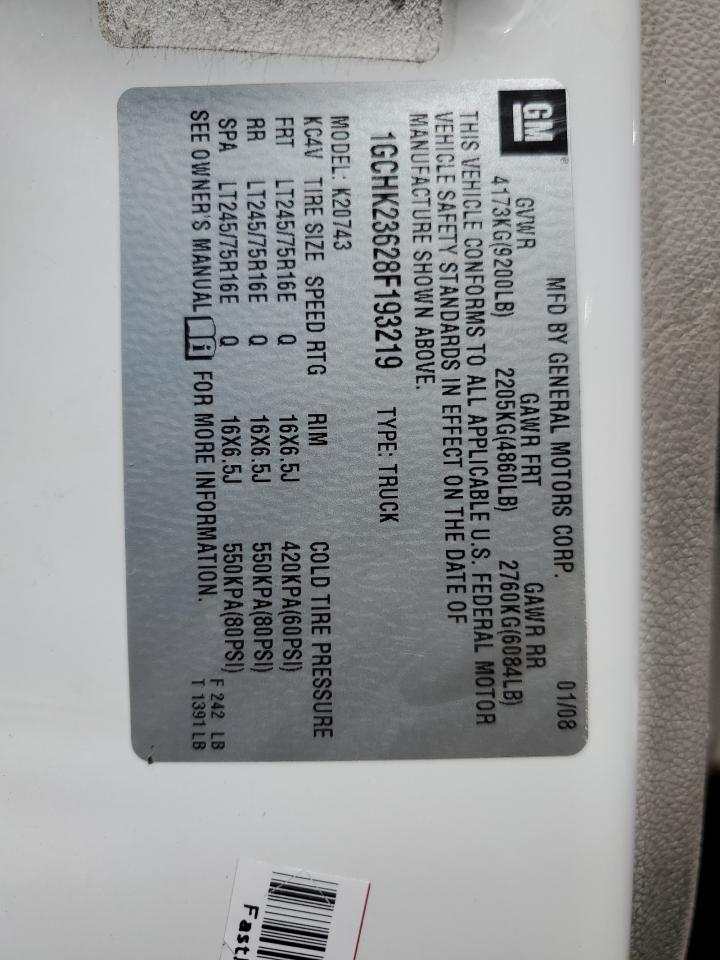 GM
MFD BY GENERAL MOTORS CORP. 01/08
GVWR GAWR FRT GAWR RR
4173KG(9200LB) 2205KG(4860LB) 2760KG(6084LB)
THIS VEHICLE CONFORMS TO ALL APPLICABLE U.S. FEDERAL MOTOR
VEHICLE SAFETY STANDARDS IN EFFECT ON THE DATE OF
MANUFACTURE SHOWN ABOVE.
1GCHK23628F193219 TYPE: TRUCK
MODEL: K20743
KC4V TIRE SIZE SPEED RTG RIM COLD TIRE PRESSURE
FRT LT245/75R16E Q 16X6.5J 420KPA(60PSI)
RR LT245/75R16E Q 16X6.5J 550KPA(80PSI)
SPA LT245/75R16E Q 16X6.5J 550KPA(80PSI) F 242 LB
SEE OWNER'S MANUAL FOR MORE INFORMATION. T 1391 LB